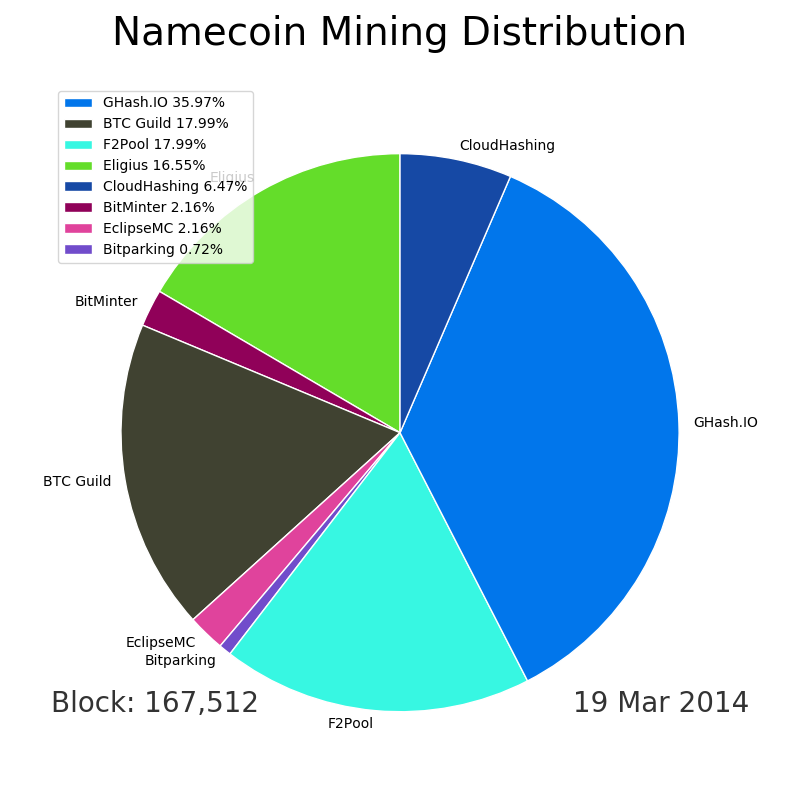 Namecoin Mining Distribution
GHash.IO 35.97%
BTC Guild 17.99%
F2Pool 17.99%
Eligius 16.55%
CloudHashing 6.47%
BitMinter 2.16%
EclipseMC 2.16%
Bitparking 0.72%
CloudHashing
Eligius
BitMinter
GHash.IO
BTC Guild
EclipseMC
Bitparking
F2Pool
Block: 167,512
19 Mar 2014